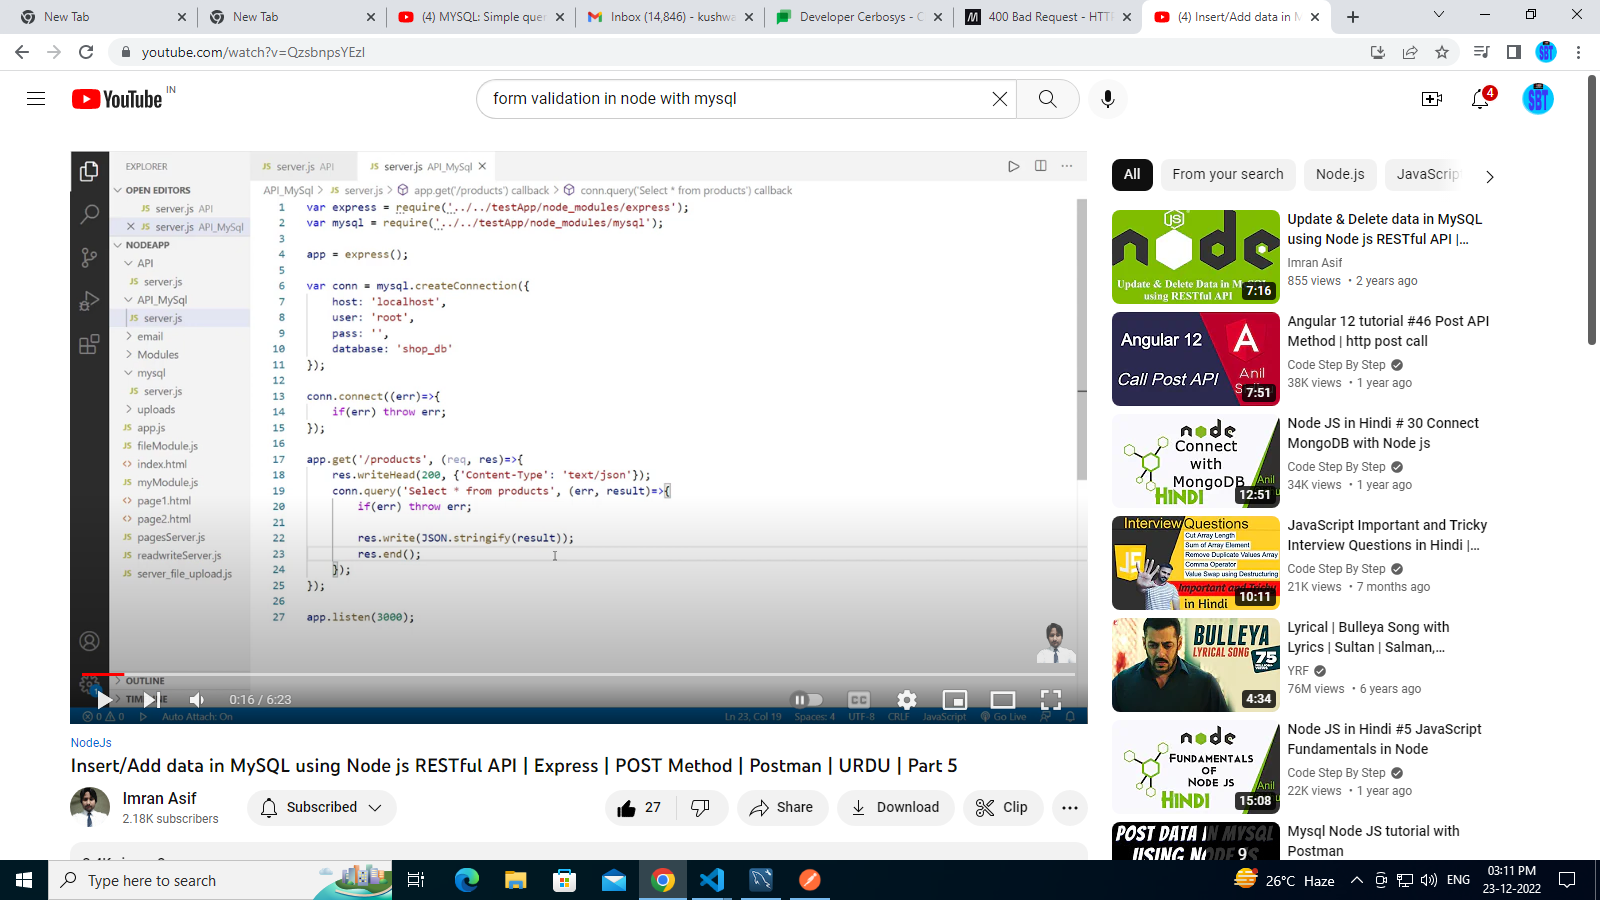 New Tab
New Tab
(4) MYSQL: Simple quer
Inbox (14,846) - kushwa
Developer Cerbosys - C
400 Bad Request - HTTP
(4) Insert/Add data in M
youtube.com/watch?v=QzsbnpsYEzI
SBT
YouTube IN
form validation in node with mysql
4
SBT
EXPLORER
OPEN EDITORS
JS server.js API
JS server.js API_MySql
NODEAPP
API
JS server.js
API_MySql
JS server.js
email
Modules
mysql
JS server.js
uploads
JS app.js
JS fileModule.js
<> index.html
JS myModule.js
<> page1.html
<> page2.html
JS pagesServer.js
JS readwriteServer.js
JS server_file_upload.js
OUTLINE
JS server.js API
JS server.js API_MySql
API_MySql > JS server.js > app.get('/products') callback > conn.query('Select * from products') callback
1 var express = require('../../testApp/node_modules/express');
2 var mysql = require('../../testApp/node_modules/mysql');
3
4 app = express();
5
6 var conn = mysql.createConnection({
7 host: 'localhost',
8 user: 'root',
9 pass: '',
10 database: 'shop_db'
11 });
12
13 conn.connect((err)=>{
14 if(err) throw err;
15 });
16
17 app.get('/products', (req, res)=>{
18 res.writeHead(200, {'Content-Type': 'text/json'});
19 conn.query('Select * from products', (err, result)=>{
20 if(err) throw err;
21
22 res.write(JSON.stringify(result));
23 res.end();
24 });
25 });
26
27 app.listen(3000);
0:16 / 6:23
CC
0 0 Auto Attach: On
Ln 23, Col 19 Spaces: 4 UTF-8 CRLF JavaScript Go Live
NodeJs
Insert/Add data in MySQL using Node js RESTful API | Express | POST Method | Postman | URDU | Part 5
Imran Asif
2.18K subscribers
Subscribed
27
Share
Download
Clip
All
From your search
Node.js
JavaScrip
node
JS
Update & Delete Data in MySQL
using RESTful API
7:16
Update & Delete data in MySQL
using Node js RESTful API |...
Imran Asif
855 views • 2 years ago
Angular 12
Call Post API
A
Anil
7:51
Angular 12 tutorial #46 Post API
Method | http post call
Code Step By Step
38K views • 1 year ago
node
Connect
with
MongoDB
HINDI
Anil
12:51
Node JS in Hindi # 30 Connect
MongoDB with Node js
Code Step By Step
34K views • 1 year ago
Interview Questions
Cut Array Length
Sum of Array Element
Remove Duplicate Values Array
Comma Operator
Value Swap using Destructuring
Important and Tricky
in Hindi
JS
10:11
JavaScript Important and Tricky
Interview Questions in Hindi |...
Code Step By Step
21K views • 7 months ago
BULLEYA
LYRICAL SONG
75
4:34
Lyrical | Bulleya Song with
Lyrics | Sultan | Salman,...
YRF
76M views • 6 years ago
node
FUNDAMENTALS
OF
NODE JS
HINDI
Anil
15:08
Node JS in Hindi #5 JavaScript
Fundamentals in Node
Code Step By Step
22K views • 1 year ago
POST DATA IN MYSQL
USING NODE JS
Mysql Node JS tutorial with
Postman
Type here to search
26°C Haze
ENG
03:11 PM
23-12-2022